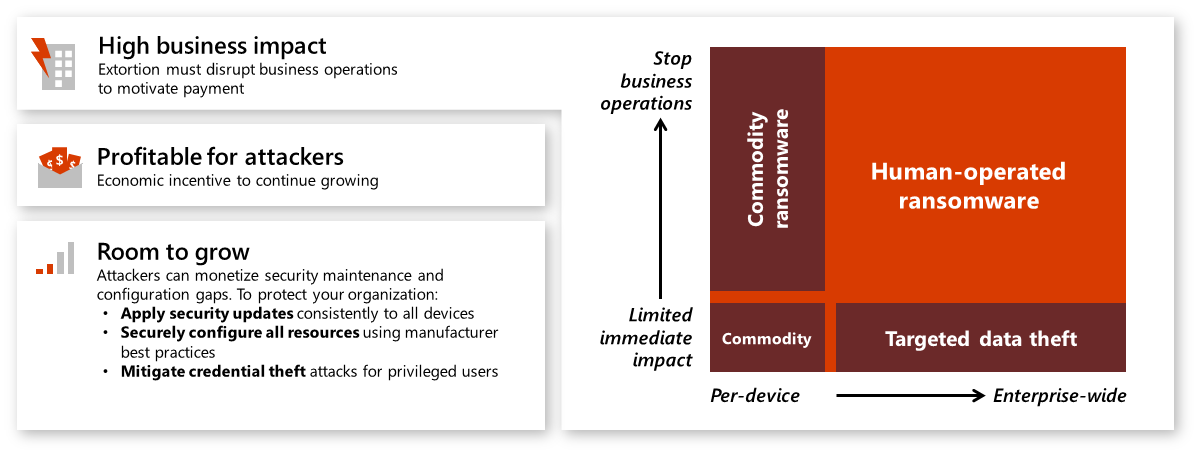 High business impact
Extortion must disrupt business operations
to motivate payment
Profitable for attackers
Economic incentive to continue growing
Room to grow
Attackers can monetize security maintenance and
configuration gaps. To protect your organization:
• Apply security updates consistently to all devices
• Securely configure all resources using manufacturer
best practices
• Mitigate credential theft attacks for privileged users
Stop
business
operations
Limited
immediate
impact
Commodity
ransomware
Human-operated
ransomware
Commodity
Targeted data theft
Per-device
Enterprise-wide